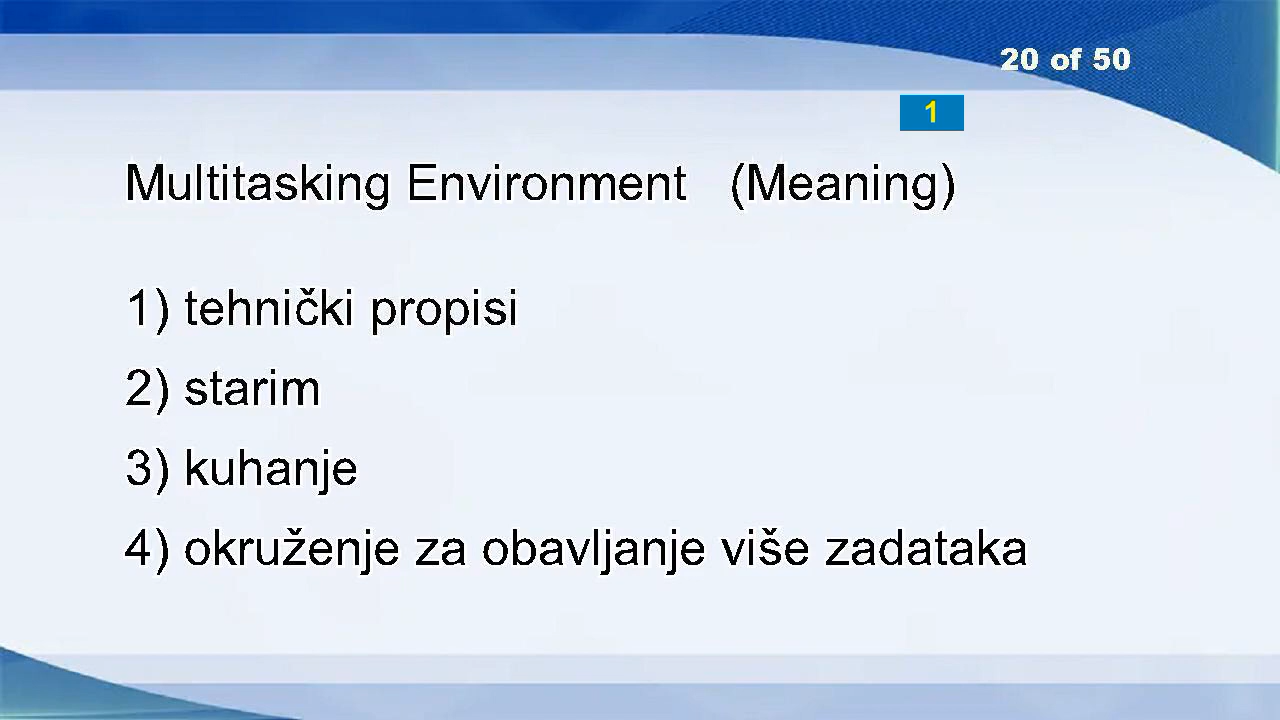 20 of 50
1
Multitasking Environment (Meaning)
1) tehnički propisi
2) starim
3) kuhanje
4) okruženje za obavljanje više zadataka